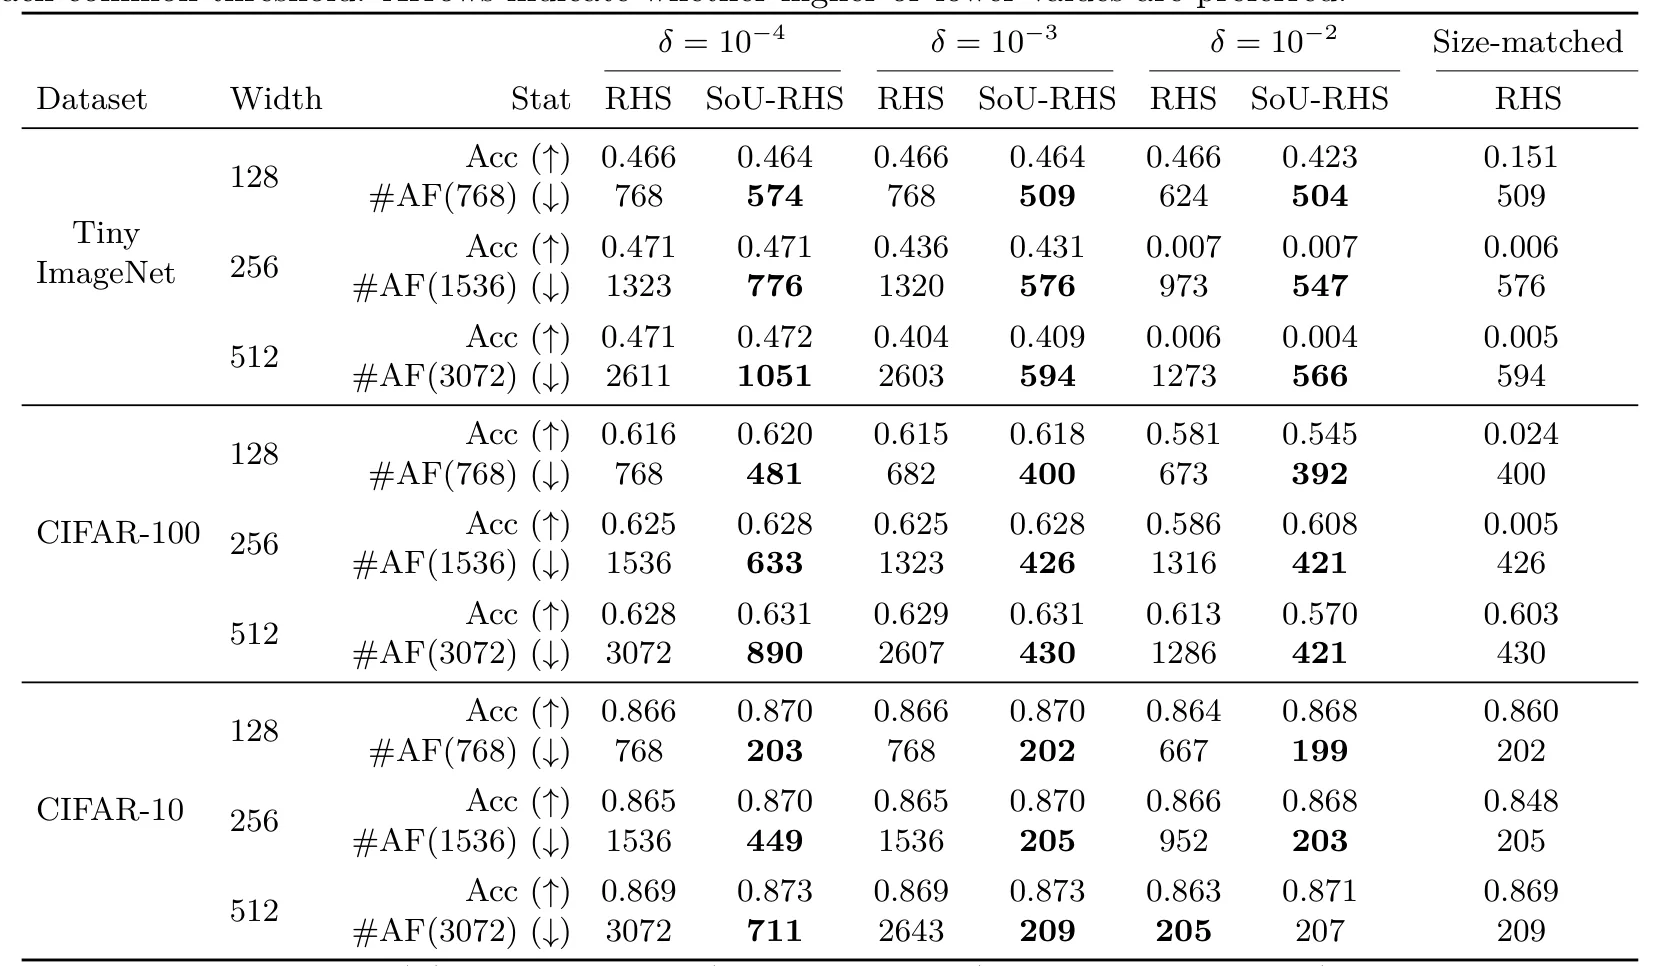 δ = 10⁻⁴ δ = 10⁻³ δ = 10⁻² Size-matched
Dataset Width Stat RHS SoU-RHS RHS SoU-RHS RHS SoU-RHS RHS
Tiny ImageNet
128
Acc (↑) 0.466 0.464 0.466 0.464 0.466 0.423 0.151
#AF(768) (↓) 768 574 768 509 624 504 509
256
Acc (↑) 0.471 0.471 0.436 0.431 0.007 0.007 0.006
#AF(1536) (↓) 1323 776 1320 576 973 547 576
512
Acc (↑) 0.471 0.472 0.404 0.409 0.006 0.004 0.005
#AF(3072) (↓) 2611 1051 2603 594 1273 566 594
CIFAR-100
128
Acc (↑) 0.616 0.620 0.615 0.618 0.581 0.545 0.024
#AF(768) (↓) 768 481 682 400 673 392 400
256
Acc (↑) 0.625 0.628 0.625 0.628 0.586 0.608 0.005
#AF(1536) (↓) 1536 633 1323 426 1316 421 426
512
Acc (↑) 0.628 0.631 0.629 0.631 0.613 0.570 0.603
#AF(3072) (↓) 3072 890 2607 430 1286 421 430
CIFAR-10
128
Acc (↑) 0.866 0.870 0.866 0.870 0.864 0.868 0.860
#AF(768) (↓) 768 203 768 202 667 199 202
256
Acc (↑) 0.865 0.870 0.865 0.870 0.866 0.868 0.848
#AF(1536) (↓) 1536 449 1536 205 952 203 205
512
Acc (↑) 0.869 0.873 0.869 0.873 0.863 0.871 0.869
#AF(3072) (↓) 3072 711 2643 209 205 207 209